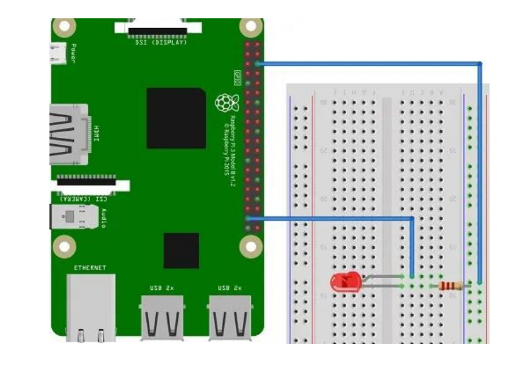 DSI (DISPLAY)
Power
HDMI
Raspberry Pi 3 Model B v1.2
© Raspberry Pi 2015
CSI (CAMERA)
Audio
ETHERNET
USB 2x
USB 2x